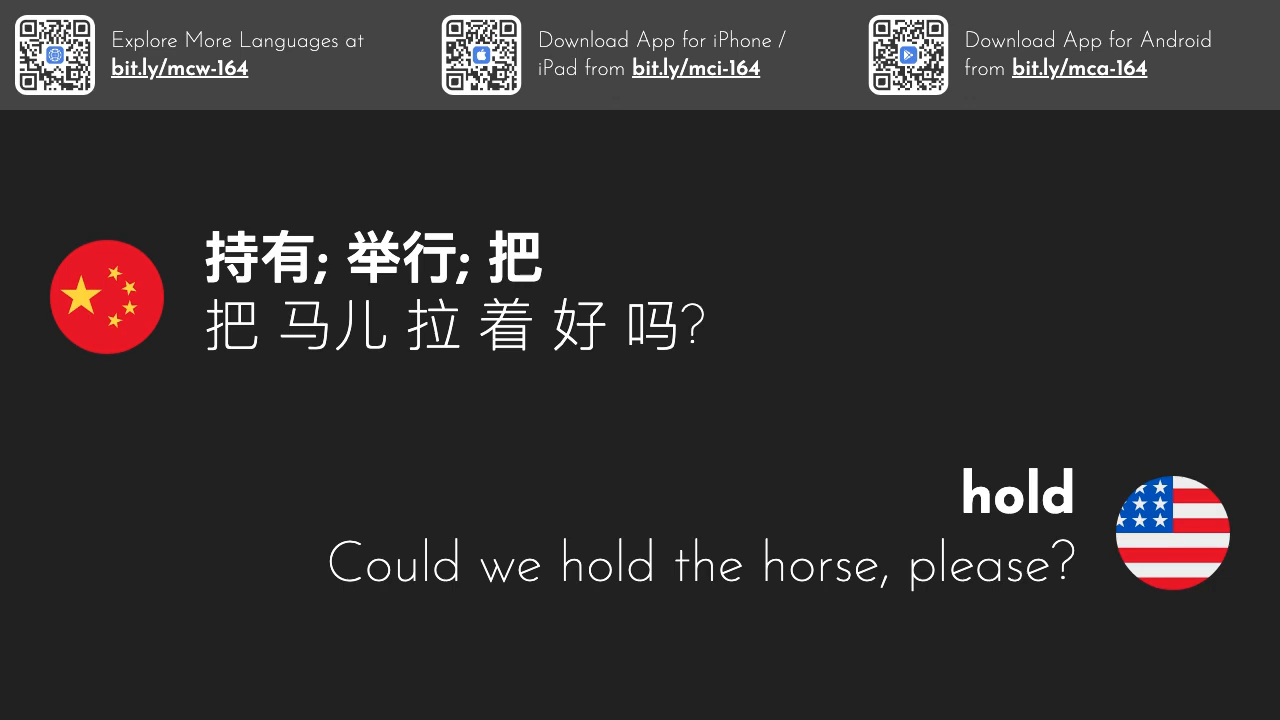 Explore More Languages at
bit.ly/mcw-164
Download App for iPhone /
iPad from bit.ly/mci-164
Download App for Android
from bit.ly/mca-164
持有; 举行; 把
把 马儿 拉 着 好 吗?
hold
Could we hold the horse, please?